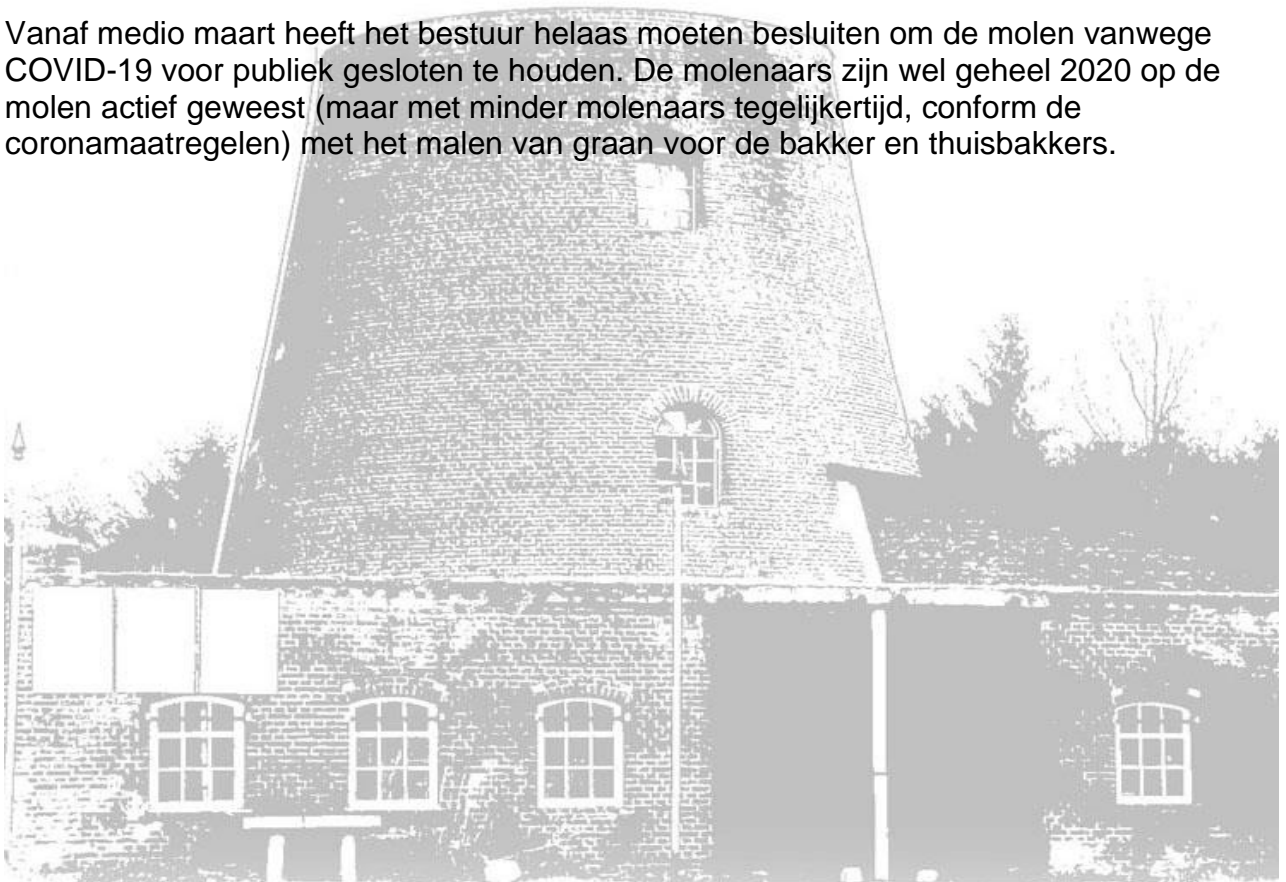 Vanaf medio maart heeft het bestuur helaas moeten besluiten om de molen vanwege
COVID-19 voor publiek gesloten te houden. De molenaars zijn wel geheel 2020 op de
molen actief geweest (maar met minder molenaars tegelijkertijd, conform de
coronamaatregelen) met het malen van graan voor de bakker en thuisbakkers.